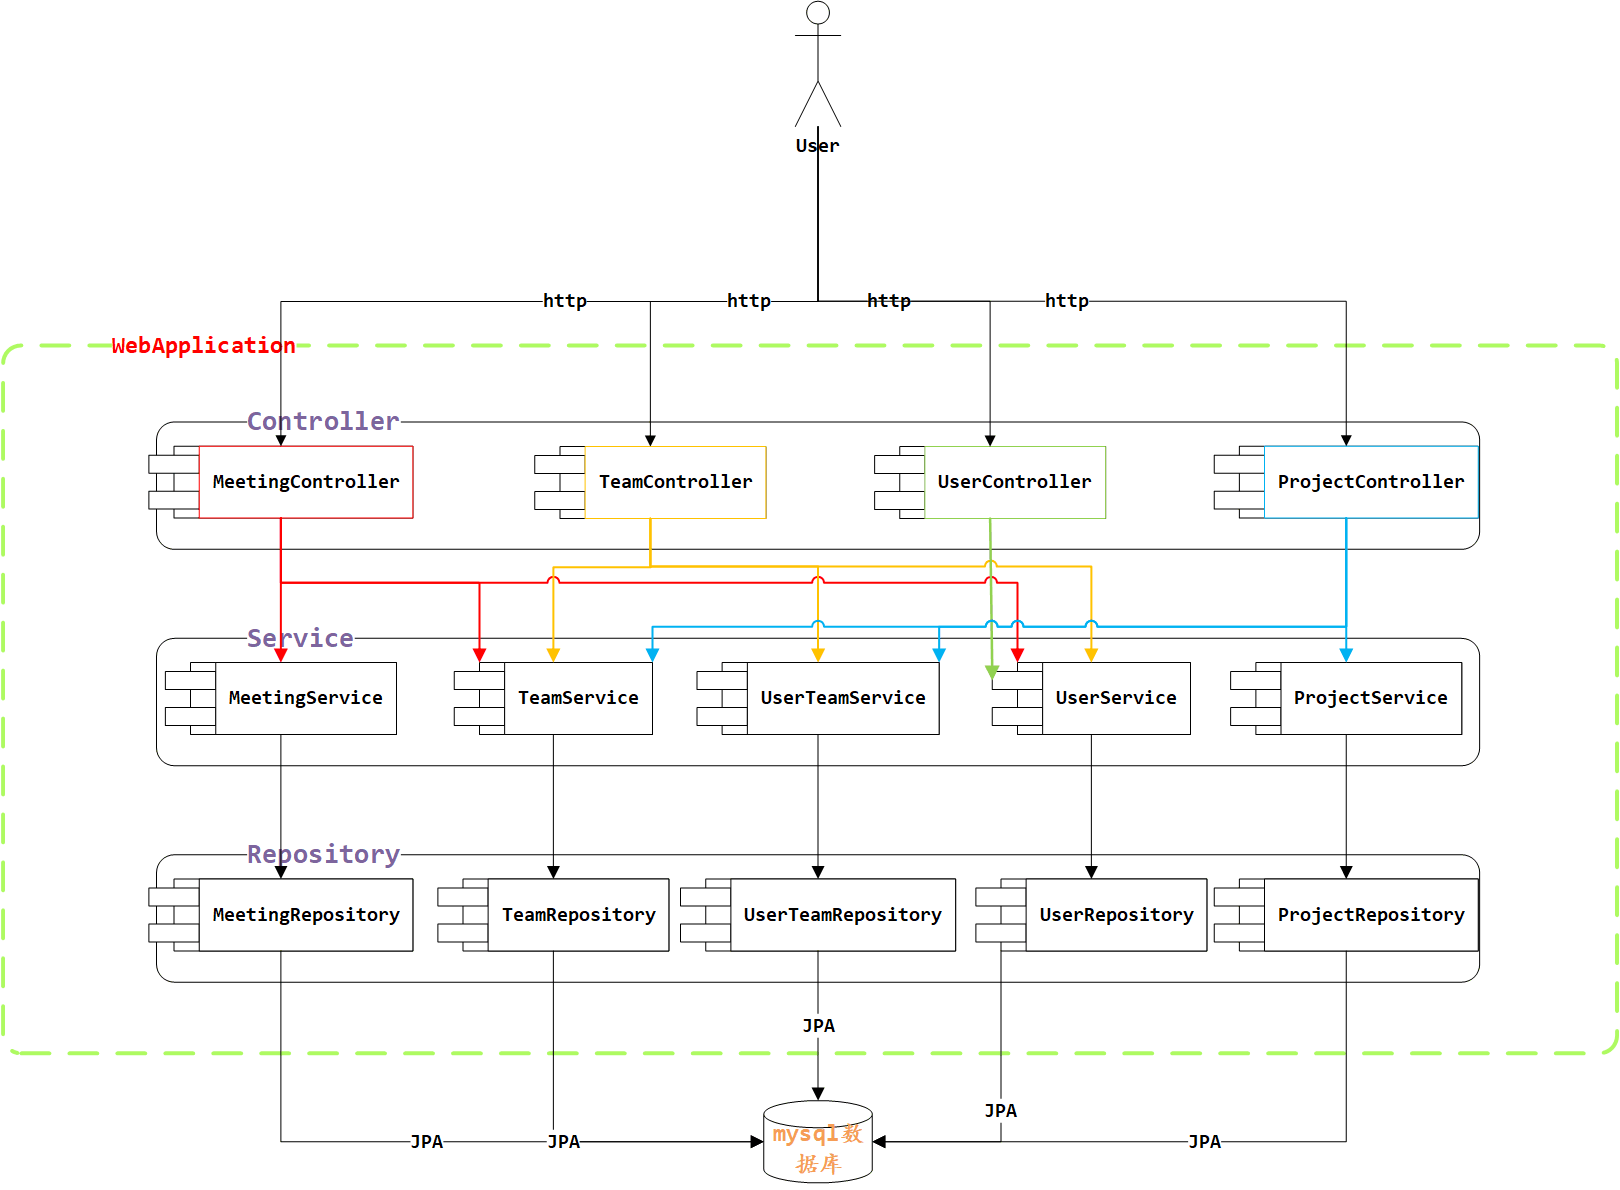 User
http http http http
WebApplication
Controller
MeetingController TeamController UserController ProjectController
Service
MeetingService TeamService UserTeamService UserService ProjectService
Repository
MeetingRepository TeamRepository UserTeamRepository UserRepository ProjectRepository
JPA
JPA
JPA JPA JPA
mysql数
据库